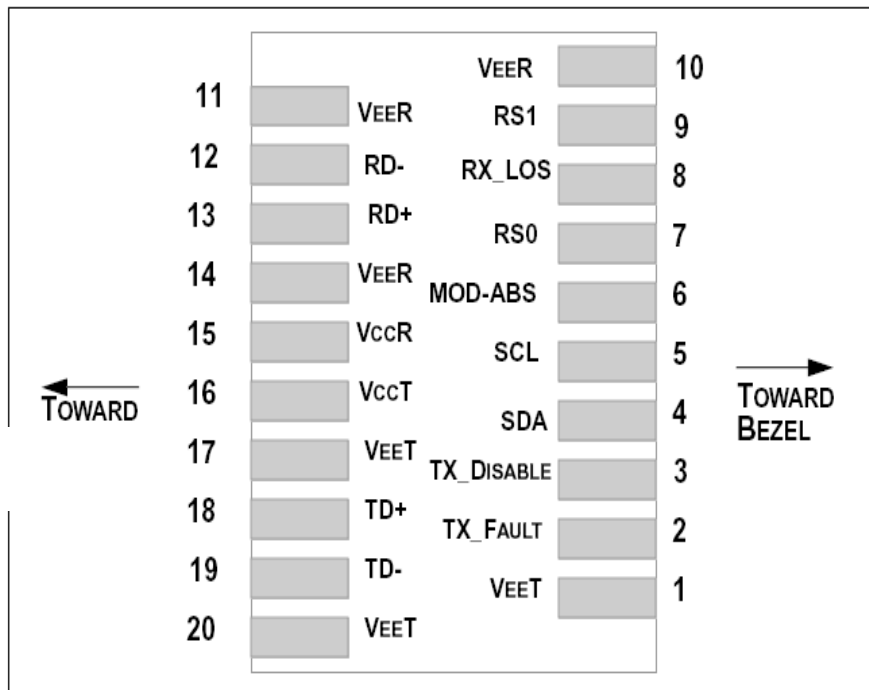 VEER 10
11 VEER
RS1 9
12 RD-
RX_LOS 8
13 RD+
RS0 7
14 VEER
MOD-ABS 6
15 VCCR
SCL 5
16 VCCT
TOWARD
TOWARD
BEZEL
SDA 4
17 VEET
TX_DISABLE 3
18 TD+
TX_FAULT 2
19 TD-
VEET 1
20 VEET